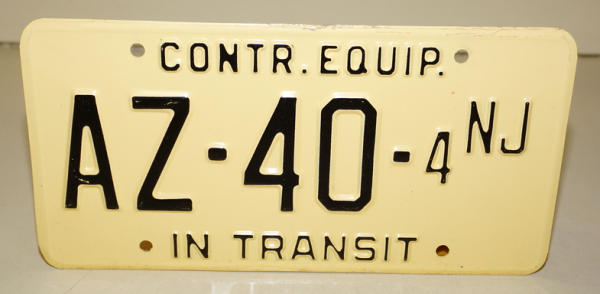 CONTR. EQUIP.
AZ-40-4 NJ
IN TRANSIT